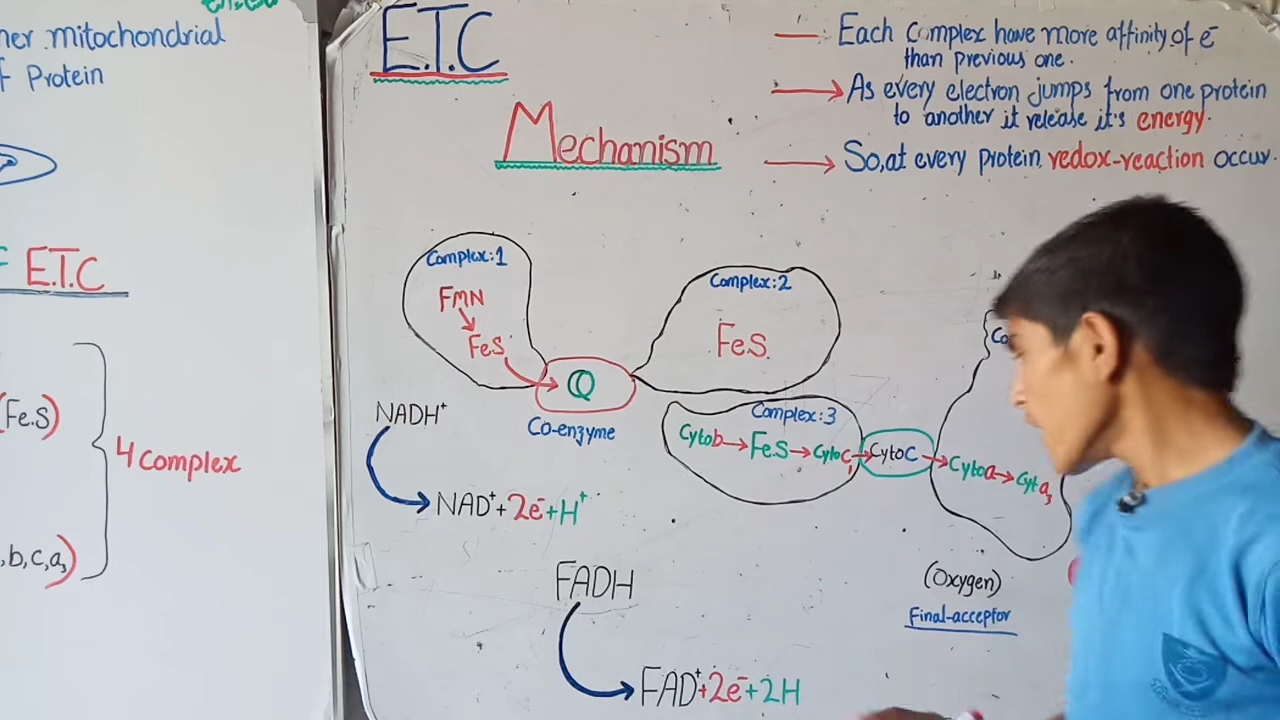 mitochondrial
Protein
E.T.C
(Fe.S)
4 complex
b,c,a₃)
E.T.C
Mechanism
— Each Complex have more affinity of e⁻
than previous one.
→ As every electron jumps from one protein
to another it release it's energy.
→ So, at every protein redox-reaction occur.
Complex:1
FMN
FeS
Q
Co-enzyme
Complex:2
Fe.S.
Complex:3
Cytob→Fe.S→Cytoc₁→CytoC→Cytoa→Cyta₃
NADH⁺
NAD⁺+2e⁻+H⁺
FADH
FAD⁺+2e⁻+2H
(Oxygen)
Final-acceptor